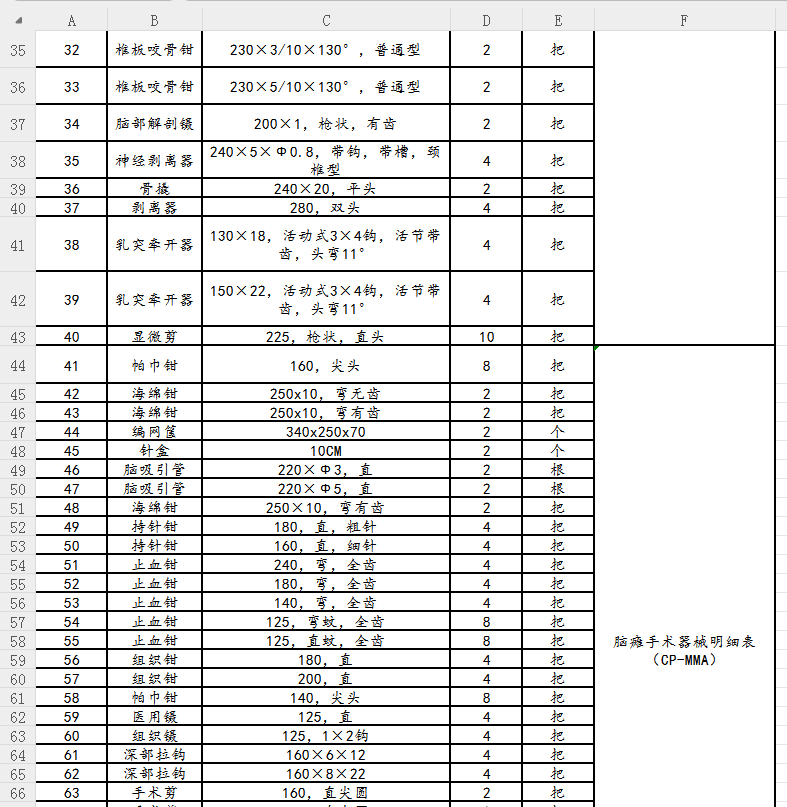 A B C D E F
35 32 椎板咬骨钳 230×3/10×130°，普通型 2 把
36 33 椎板咬骨钳 230×5/10×130°，普通型 2 把
37 34 脑部解剖镊 200×1，枪状，有齿 2 把
38 35 神经剥离器 240×5×Φ0.8，带钩，带槽，颈
椎型 4 把
39 36 骨撬 240×20，平头 2 把
40 37 剥离器 280，双头 4 把
41 38 乳突牵开器 130×18，活动式3×4钩，活节带
齿，头弯11° 4 把
42 39 乳突牵开器 150×22，活动式3×4钩，活节带
齿，头弯11° 4 把
43 40 显微剪 225，枪状，直头 10 把
44 41 帕巾钳 160，尖头 8 把
45 42 海绵钳 250x10，弯无齿 2 把
46 43 海绵钳 250x10，弯有齿 2 把
47 44 编网筐 340x250x70 2 个
48 45 针盒 10CM 2 个
49 46 脑吸引管 220×Φ3，直 2 根
50 47 脑吸引管 220×Φ5，直 2 根
51 48 海绵钳 250×10，弯有齿 2 把
52 49 持针钳 180，直，粗针 4 把
53 50 持针钳 160，直，细针 4 把
54 51 止血钳 240，弯，全齿 4 把
55 52 止血钳 180，弯，全齿 4 把
56 53 止血钳 140，弯，全齿 4 把
57 54 止血钳 125，弯蚊，全齿 8 把
58 55 止血钳 125，直蚊，全齿 8 把
脑瘫手术器械明细表
（CP-MMA）
59 56 组织钳 180，直 4 把
60 57 组织钳 200，直 4 把
61 58 帕巾钳 140，尖头 8 把
62 59 医用镊 125，直 4 把
63 60 组织镊 125，1×2钩 4 把
64 61 深部拉钩 160×6×12 4 把
65 62 深部拉钩 160×8×22 4 把
66 63 手术剪 160，直尖圆 2 把